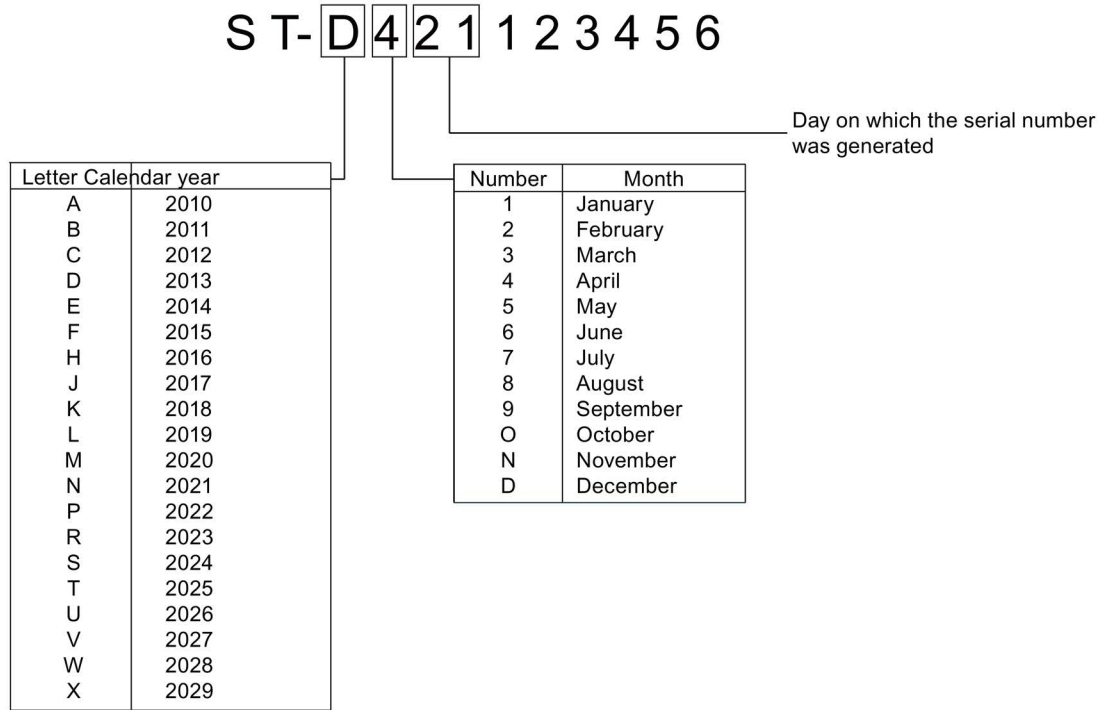 S T- D 4 2 1 1 2 3 4 5 6
Day on which the serial number
was generated
Letter Calendar year
A 2010
B 2011
C 2012
D 2013
E 2014
F 2015
H 2016
J 2017
K 2018
L 2019
M 2020
N 2021
P 2022
R 2023
S 2024
T 2025
U 2026
V 2027
W 2028
X 2029
Number Month
1 January
2 February
3 March
4 April
5 May
6 June
7 July
8 August
9 September
O October
N November
D December